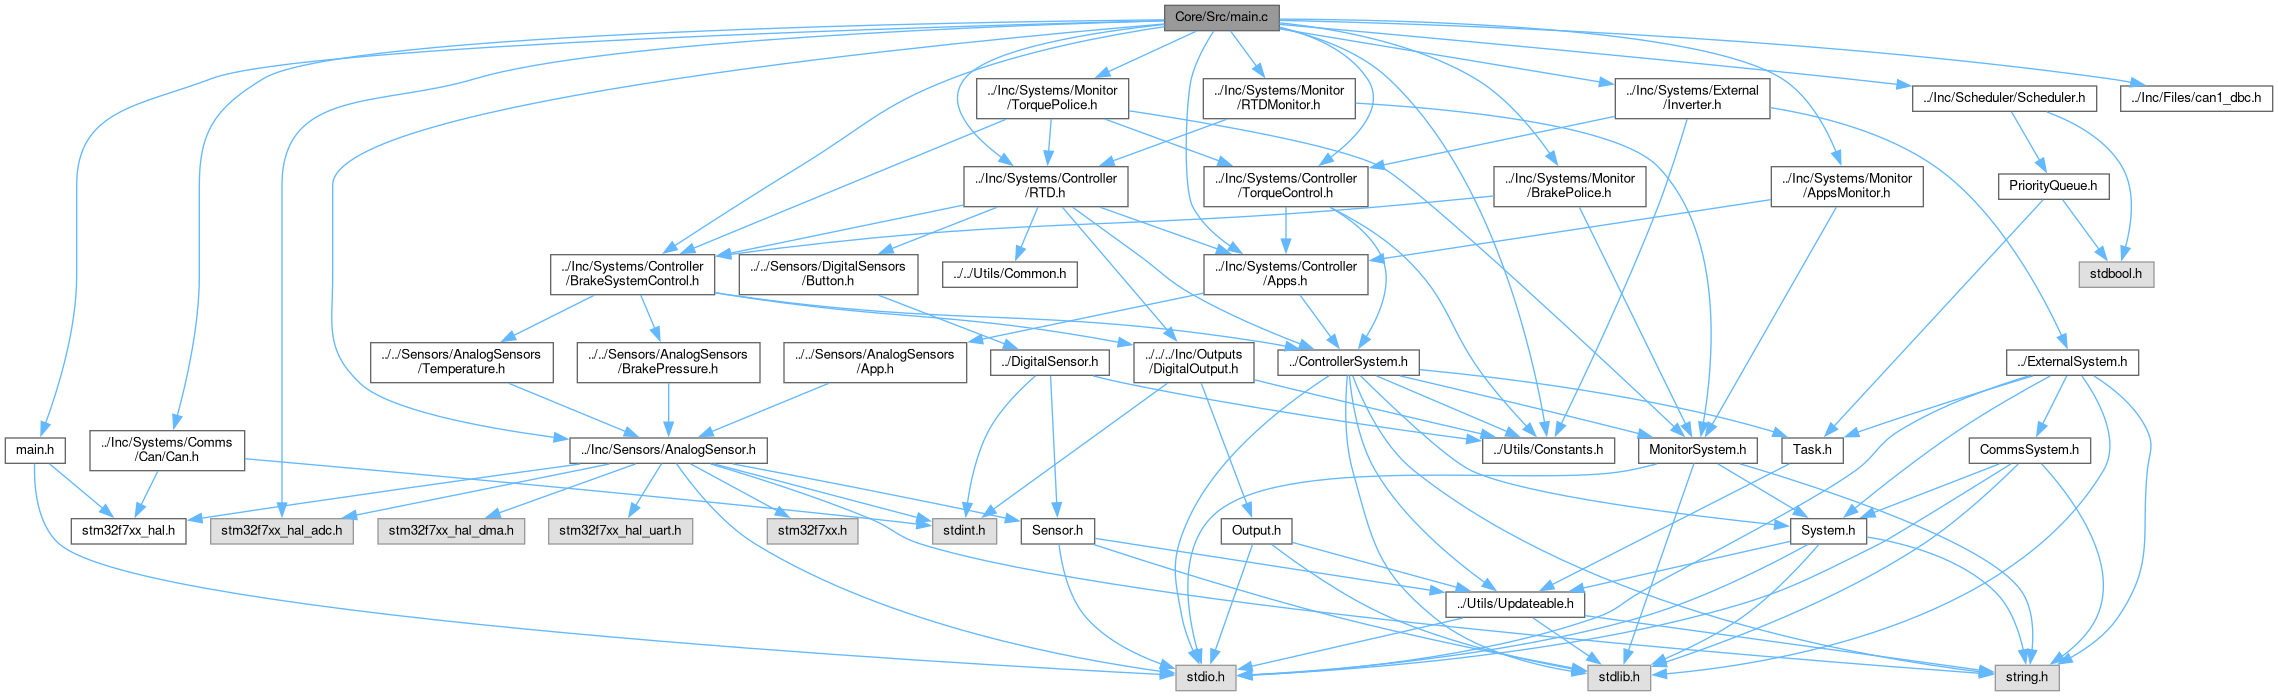 Core/Src/main.c
../Inc/Systems/Monitor
/TorquePolice.h
../Inc/Systems/Monitor
/RTDMonitor.h
../Inc/Systems/External
/Inverter.h
../Inc/Scheduler/Scheduler.h
../Inc/Files/can1_dbc.h
../Inc/Systems/Controller
/RTD.h
../Inc/Systems/Controller
/TorqueControl.h
../Inc/Systems/Monitor
/BrakePolice.h
../Inc/Systems/Monitor
/AppsMonitor.h
PriorityQueue.h
../Inc/Systems/Controller
/BrakeSystemControl.h
../../Sensors/DigitalSensors
/Button.h
../../Utils/Common.h
../Inc/Systems/Controller
/Apps.h
stdbool.h
../../Sensors/AnalogSensors
/Temperature.h
../../Sensors/AnalogSensors
/BrakePressure.h
../../Sensors/AnalogSensors
/App.h
../DigitalSensor.h
../../../Inc/Outputs
/DigitalOutput.h
../ControllerSystem.h
../ExternalSystem.h
main.h
../Inc/Systems/Comms
/Can/Can.h
../Inc/Sensors/AnalogSensor.h
../Utils/Constants.h
MonitorSystem.h
Task.h
CommsSystem.h
stm32f7xx_hal.h
stm32f7xx_hal_adc.h
stm32f7xx_hal_dma.h
stm32f7xx_hal_uart.h
stm32f7xx.h
stdint.h
Sensor.h
Output.h
System.h
../Utils/Updateable.h
stdio.h
stdlib.h
string.h